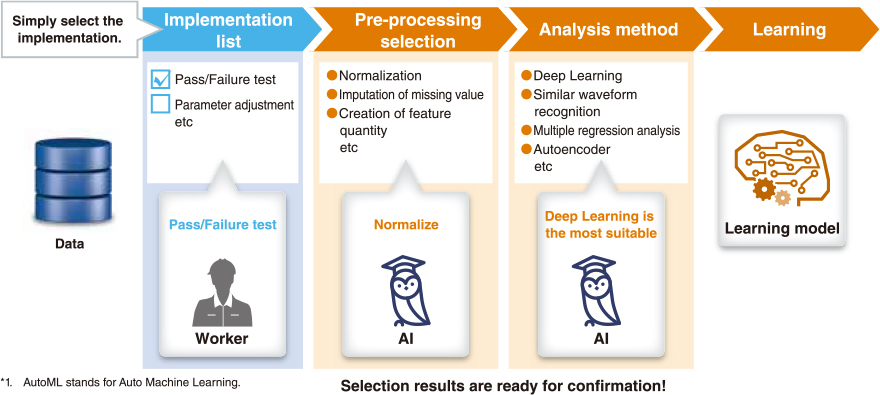 Simply select the
implementation.
Implementation
list
Pre-processing
selection
Analysis method
Learning
Pass/Failure test
Parameter adjustment
etc
●Normalization
●Imputation of missing value
●Creation of feature
quantity
etc
●Deep Learning
●Similar waveform
recognition
●Multiple regression analysis
●Autoencoder
etc
Data
Pass/Failure test
Worker
Normalize
AI
Deep Learning is
the most suitable
AI
Learning model
*1. AutoML stands for Auto Machine Learning.
Selection results are ready for confirmation!